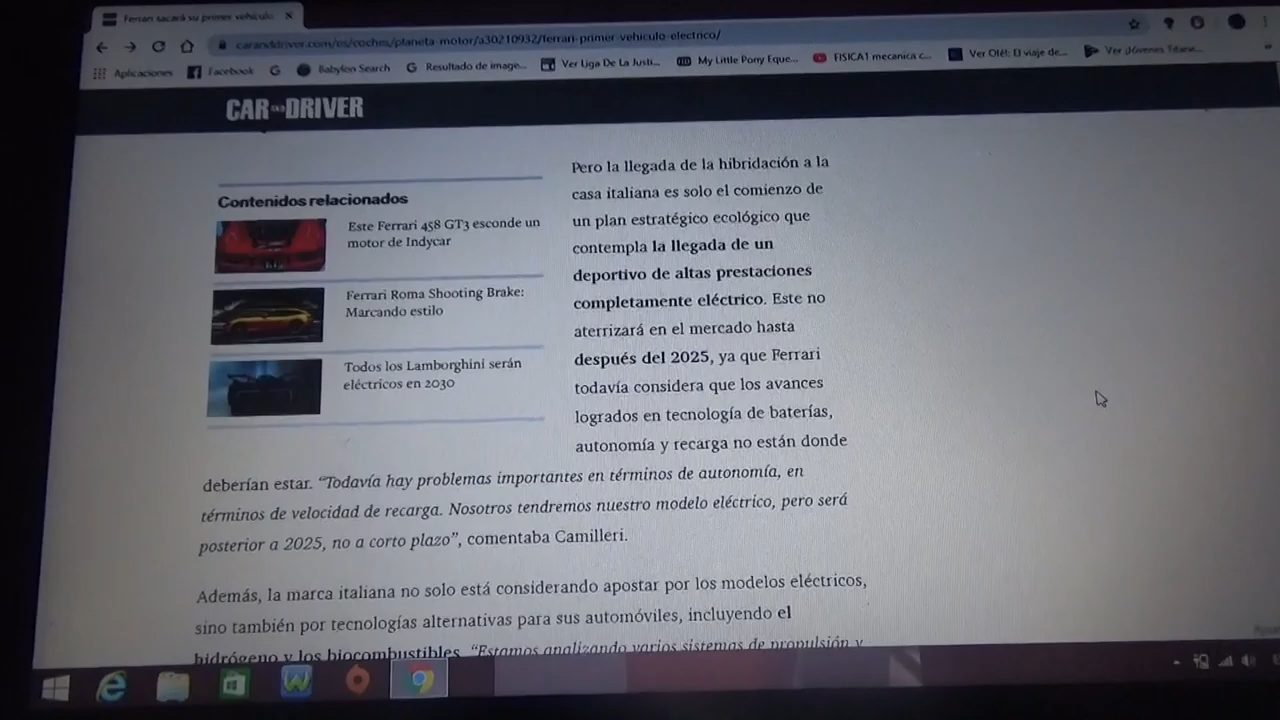 Ferrari sacará su primer vehículo
caranddriver.com/es/coches/planeta-motor/a30210932/ferrari-primer-vehiculo-electrico/
Aplicaciones Facebook Babylon Search Resultado de image... Ver Liga De La Justi... My Little Pony Eque... FISICA1 mecanica c... Ver Olét: El viaje de... Ver Jóvenes Titane...
CAR AND DRIVER
Contenidos relacionados
Este Ferrari 458 GT3 esconde un
motor de Indycar
Ferrari Roma Shooting Brake:
Marcando estilo
Todos los Lamborghini serán
eléctricos en 2030
Pero la llegada de la hibridación a la
casa italiana es solo el comienzo de
un plan estratégico ecológico que
contempla la llegada de un
deportivo de altas prestaciones
completamente eléctrico. Este no
aterrizará en el mercado hasta
después del 2025, ya que Ferrari
todavía considera que los avances
logrados en tecnología de baterías,
autonomía y recarga no están donde
deberían estar. “Todavía hay problemas importantes en términos de autonomía, en
términos de velocidad de recarga. Nosotros tendremos nuestro modelo eléctrico, pero será
posterior a 2025, no a corto plazo”, comentaba Camilleri.
Además, la marca italiana no solo está considerando apostar por los modelos eléctricos,
sino también por tecnologías alternativas para sus automóviles, incluyendo el
hidrógeno y los biocombustibles. “Estamos analizando varios sistemas de propulsión y